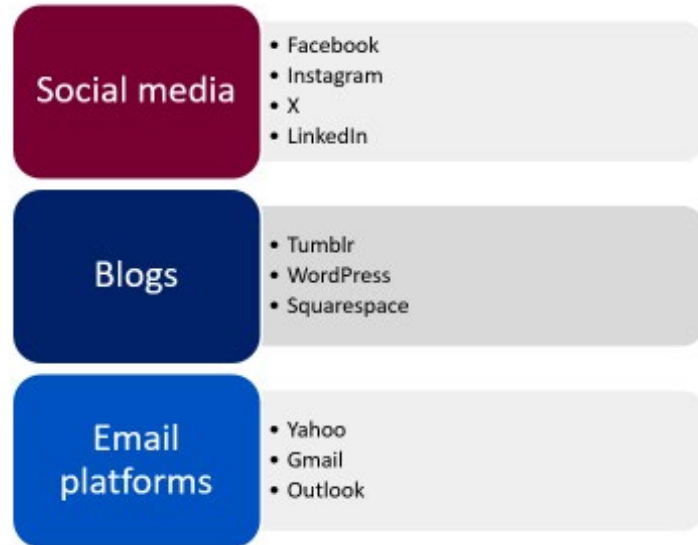 Social media
• Facebook
• Instagram
• X
• LinkedIn
Blogs
• Tumblr
• WordPress
• Squarespace
Email
platforms
• Yahoo
• Gmail
• Outlook